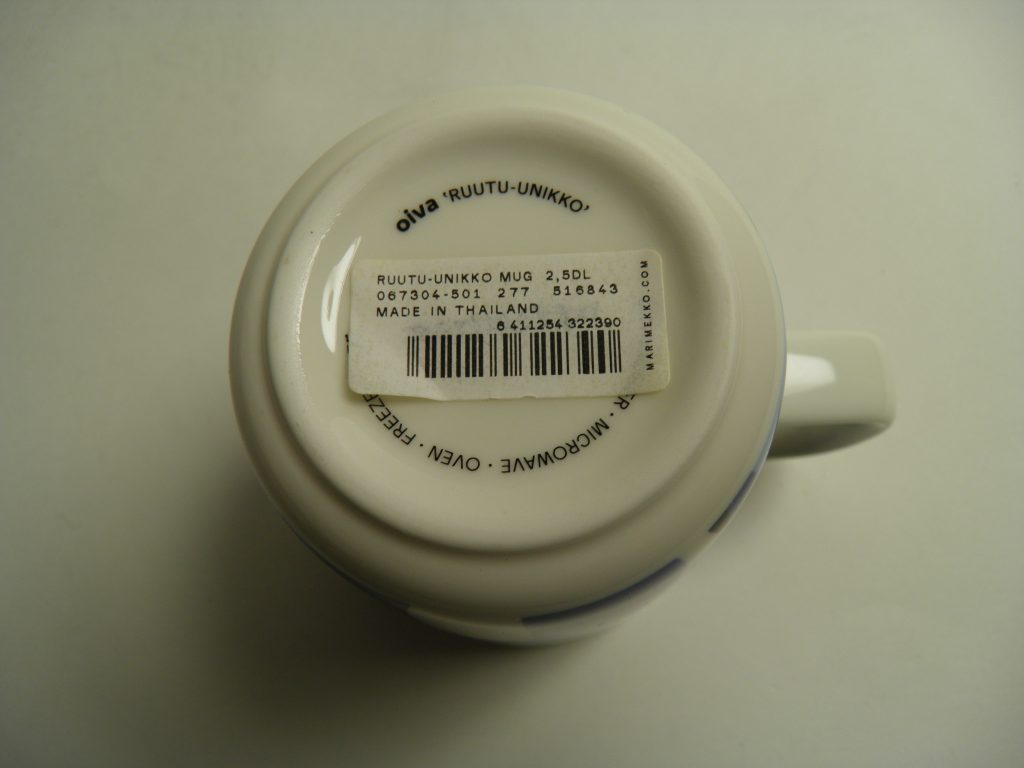 oiva 'RUUTU-UNIKKO'
RUUTU-UNIKKO MUG 2,5DL
067304-501 277 516843
MADE IN THAILAND
6 411254 322390
MARIMEKKO.COM
MICROWAVE · OVEN ·